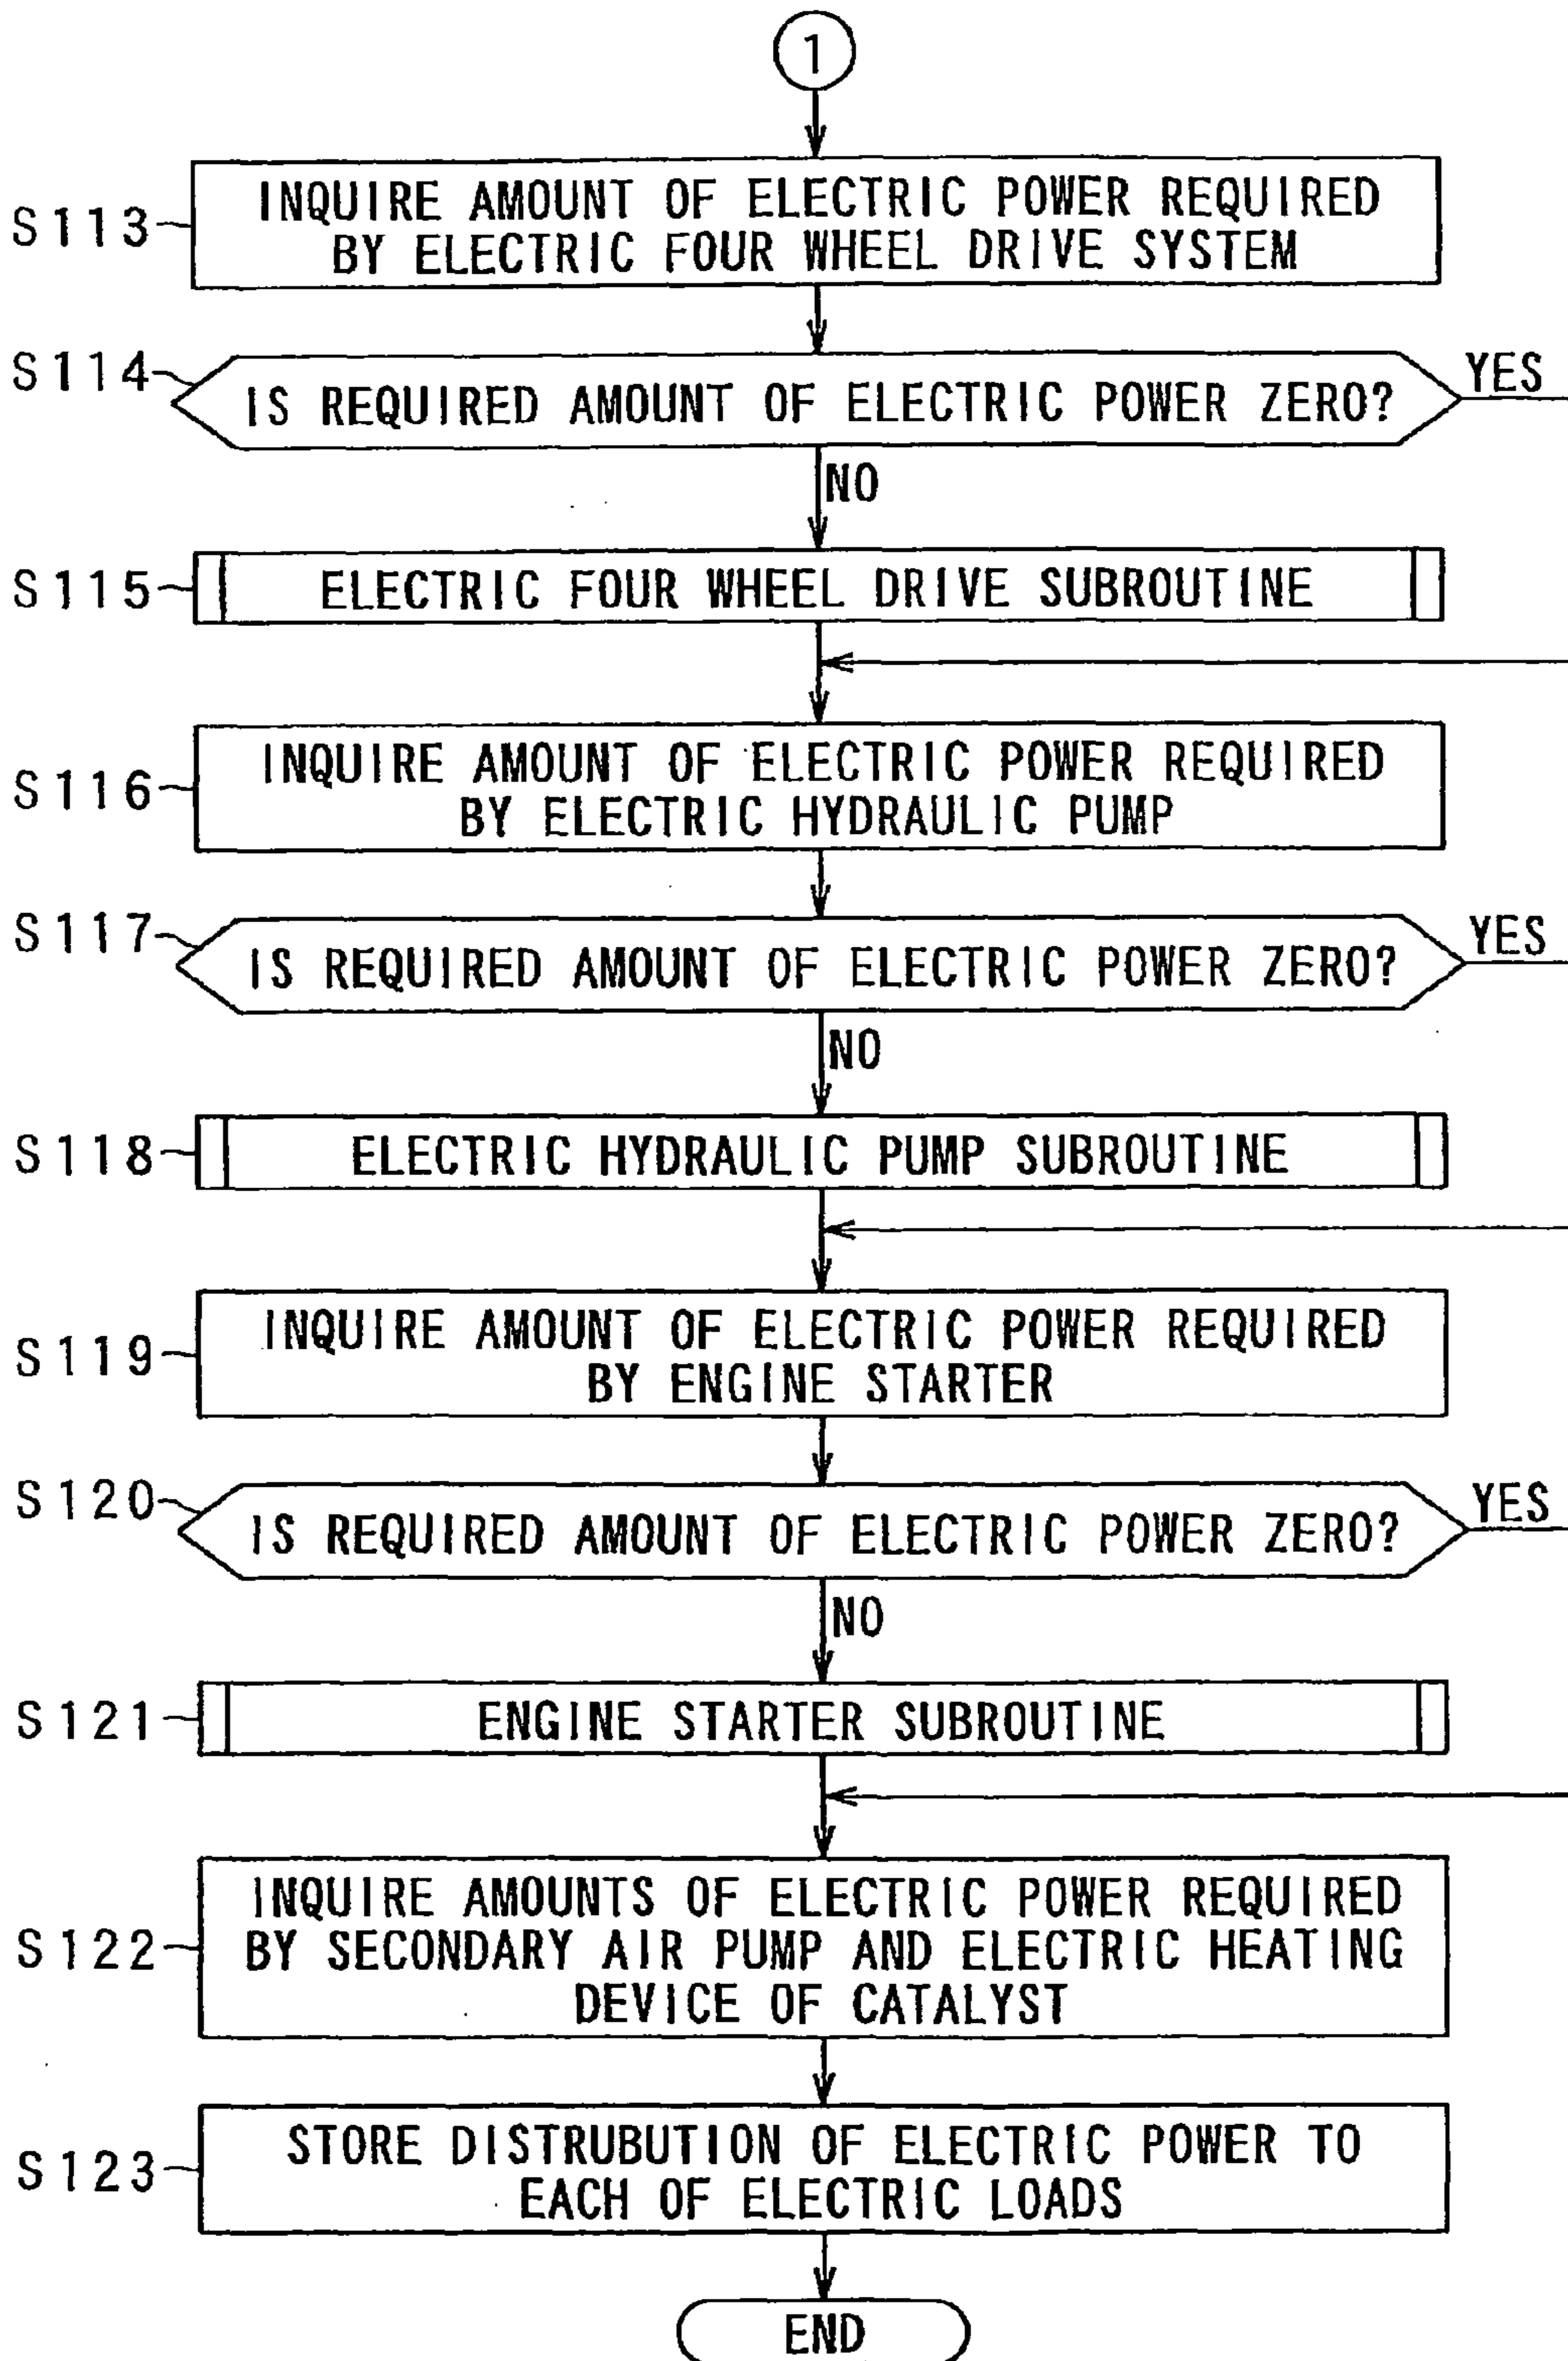 1
S113
INQUIRE AMOUNT OF ELECTRIC POWER REQUIRED
BY ELECTRIC FOUR WHEEL DRIVE SYSTEM
S114
IS REQUIRED AMOUNT OF ELECTRIC POWER ZERO?
YES
NO
S115
ELECTRIC FOUR WHEEL DRIVE SUBROUTINE
S116
INQUIRE AMOUNT OF ELECTRIC POWER REQUIRED
BY ELECTRIC HYDRAULIC PUMP
S117
IS REQUIRED AMOUNT OF ELECTRIC POWER ZERO?
YES
NO
S118
ELECTRIC HYDRAULIC PUMP SUBROUTINE
S119
INQUIRE AMOUNT OF ELECTRIC POWER REQUIRED
BY ENGINE STARTER
S120
IS REQUIRED AMOUNT OF ELECTRIC POWER ZERO?
YES
NO
S121
ENGINE STARTER SUBROUTINE
S122
INQUIRE AMOUNTS OF ELECTRIC POWER REQUIRED
BY SECONDARY AIR PUMP AND ELECTRIC HEATING
DEVICE OF CATALYST
S123
STORE DISTRUBUTION OF ELECTRIC POWER TO
EACH OF ELECTRIC LOADS
END